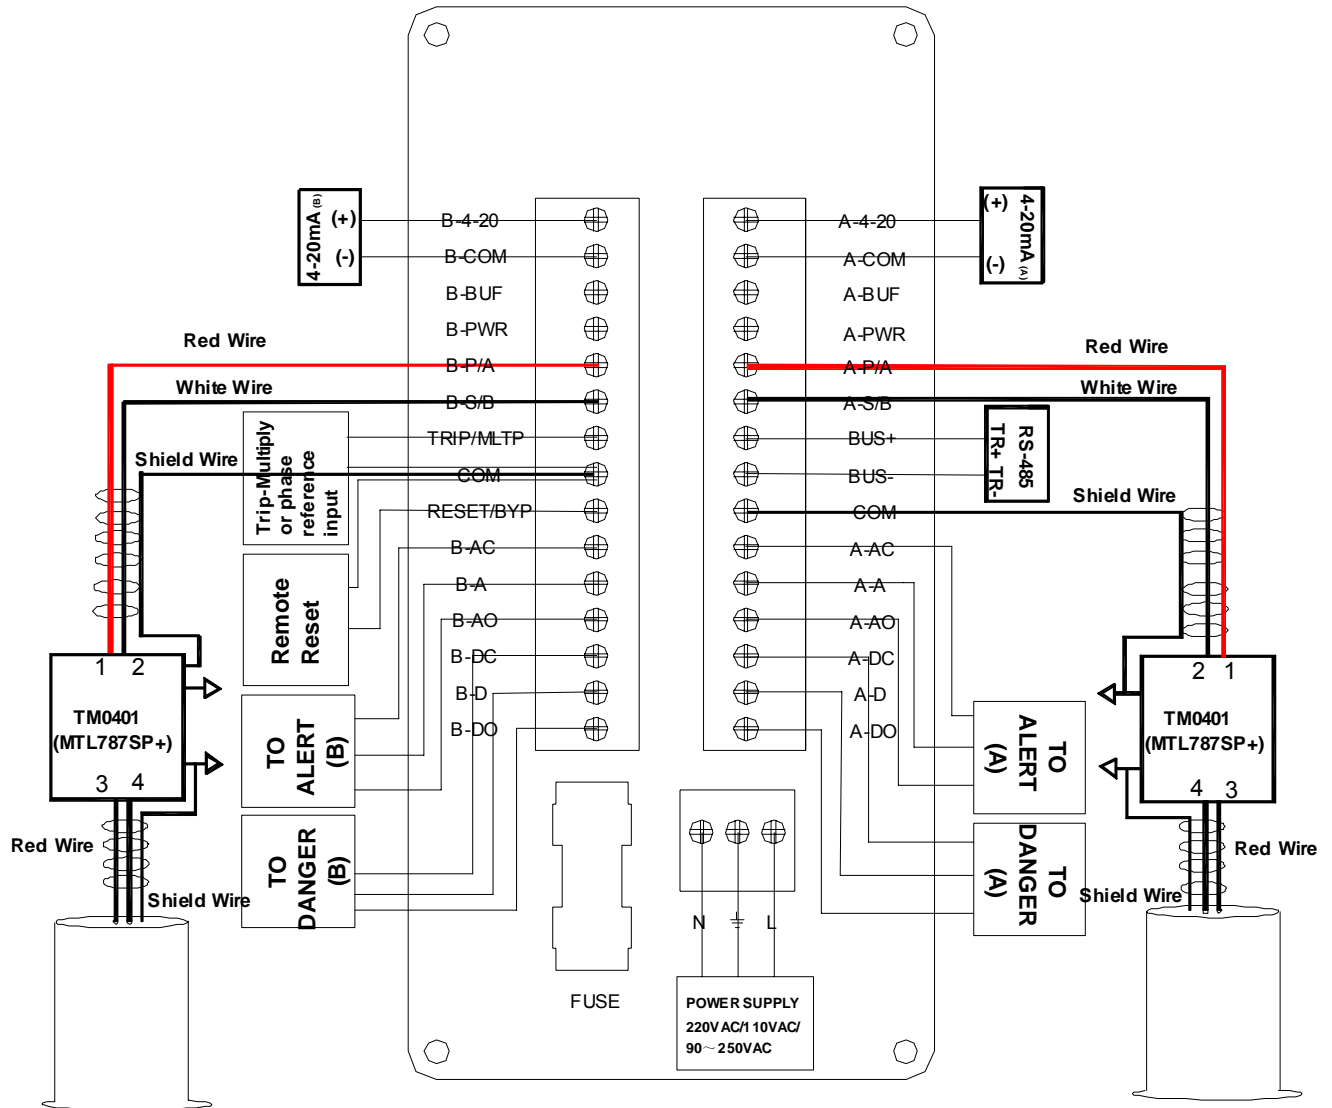 4-20mA (B)
(+)
(-)
B-4-20
B-COM
B-BUF
B-PWR
B-P/A
B-S/B
TRIP/MLTP
COM
RESET/BYP
B-AC
B-A
B-AO
B-DC
B-D
B-DO
A-4-20
A-COM
A-BUF
A-PWR
A-P/A
A-S/B
BUS+
BUS-
COM
A-AC
A-A
A-AO
A-DC
A-D
A-DO
4-20mA (A)
(+)
(-)
Red Wire
White Wire
Shield Wire
Trip-Multiply
or phase
reference
input
Remote
Reset
1 2
TM0401
(MTL787SP+)
3 4
Red Wire
Shield Wire
TO
ALERT
(B)
TO
DANGER
(B)
Red Wire
White Wire
RS-485
TR+ TR-
Shield Wire
2 1
TM0401
(MTL787SP+)
4 3
Red Wire
Shield Wire
TO
ALERT
(A)
TO
DANGER
(A)
FUSE
N
L
POWER SUPPLY
220VAC/110VAC/
90～250VAC